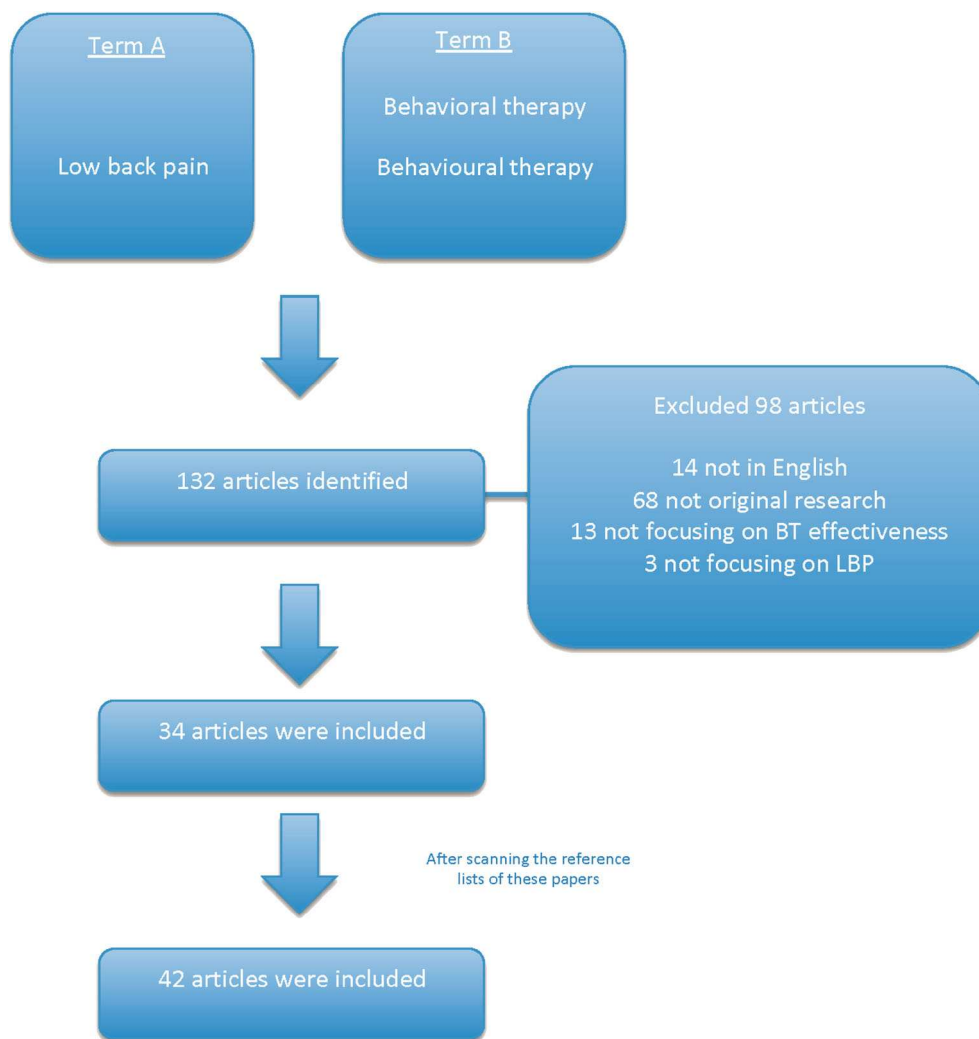 Term A
Low back pain
Term B
Behavioral therapy
Behavioural therapy
132 articles identified
Excluded 98 articles
14 not in English
68 not original research
13 not focusing on BT effectiveness
3 not focusing on LBP
34 articles were included
After scanning the reference
lists of these papers
42 articles were included